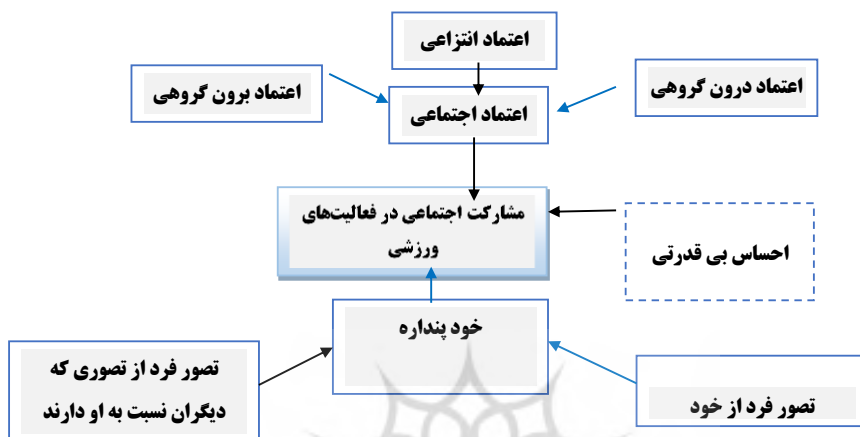 اعتماد انتزاعی
اعتماد درون گروهی
اعتماد برون گروهی
اعتماد اجتماعی
مشارکت اجتماعی در فعالیت‌های
ورزشی
احساس بی قدرتی
خود پنداره
تصور فرد از خود
تصور فرد از تصوری که
دیگران نسبت به او دارند